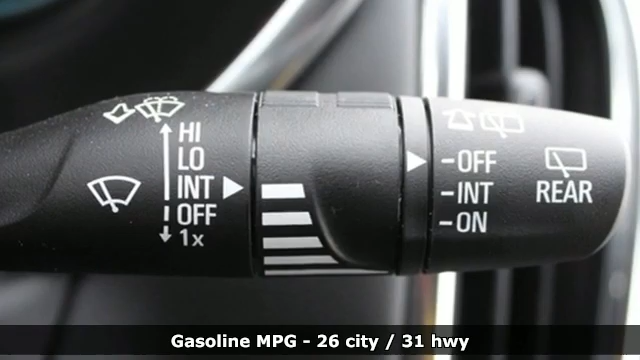 HI
LO
INT
OFF
1x
-OFF
-INT
-ON
REAR
Gasoline MPG - 26 city / 31 hwy